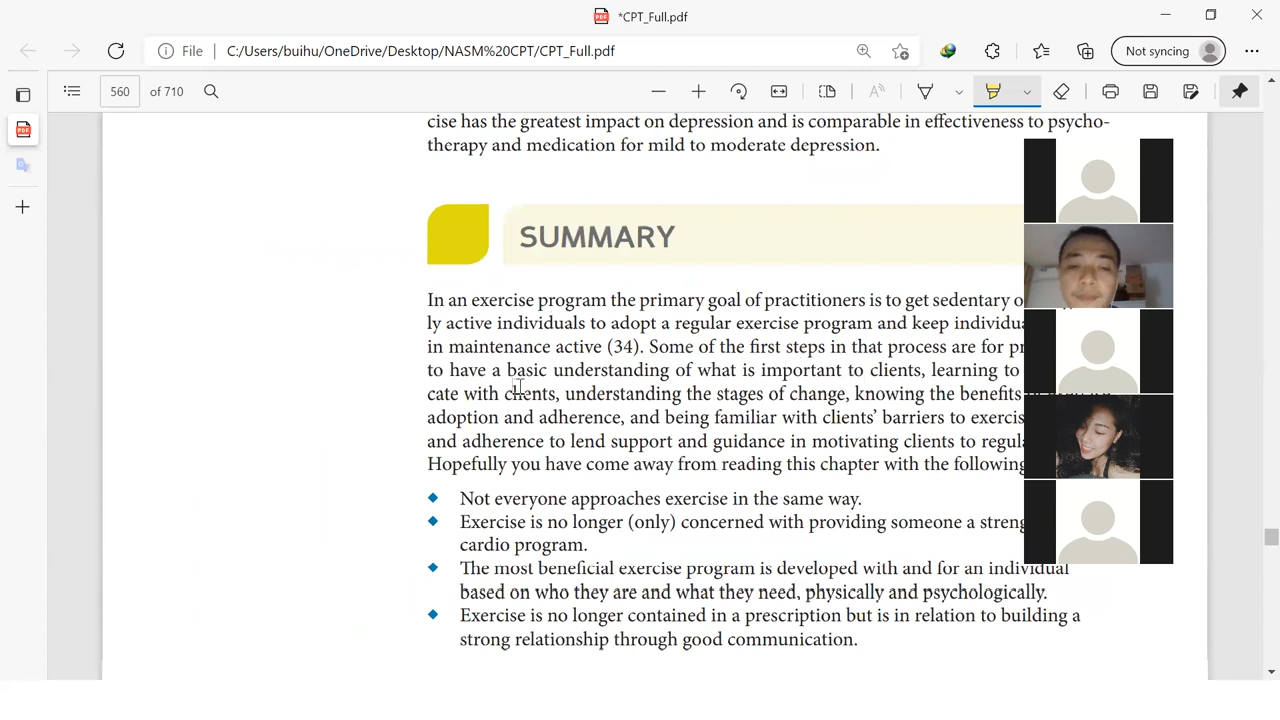 *CPT_Full.pdf
File C:/Users/buihu/OneDrive/Desktop/NASM%20CPT/CPT_Full.pdf Not syncing
560 of 710
cise has the greatest impact on depression and is comparable in effectiveness to psycho-
therapy and medication for mild to moderate depression.
SUMMARY
In an exercise program the primary goal of practitioners is to get sedentary
ly active individuals to adopt a regular exercise program and keep
in maintenance active (34). Some of the first steps in that process are for
to have a basic understanding of what is important to clients, learning to
cate with clients, understanding the stages of change, knowing the benefits
adoption and adherence, and being familiar with clients' barriers to
and adherence to lend support and guidance in motivating clients to
Hopefully you have come away from reading this chapter with the following
Not everyone approaches exercise in the same way.
Exercise is no longer (only) concerned with providing someone a
cardio program.
The most beneficial exercise program is developed with and for an individual
based on who they are and what they need, physically and psychologically.
Exercise is no longer contained in a prescription but is in relation to building a
strong relationship through good communication.